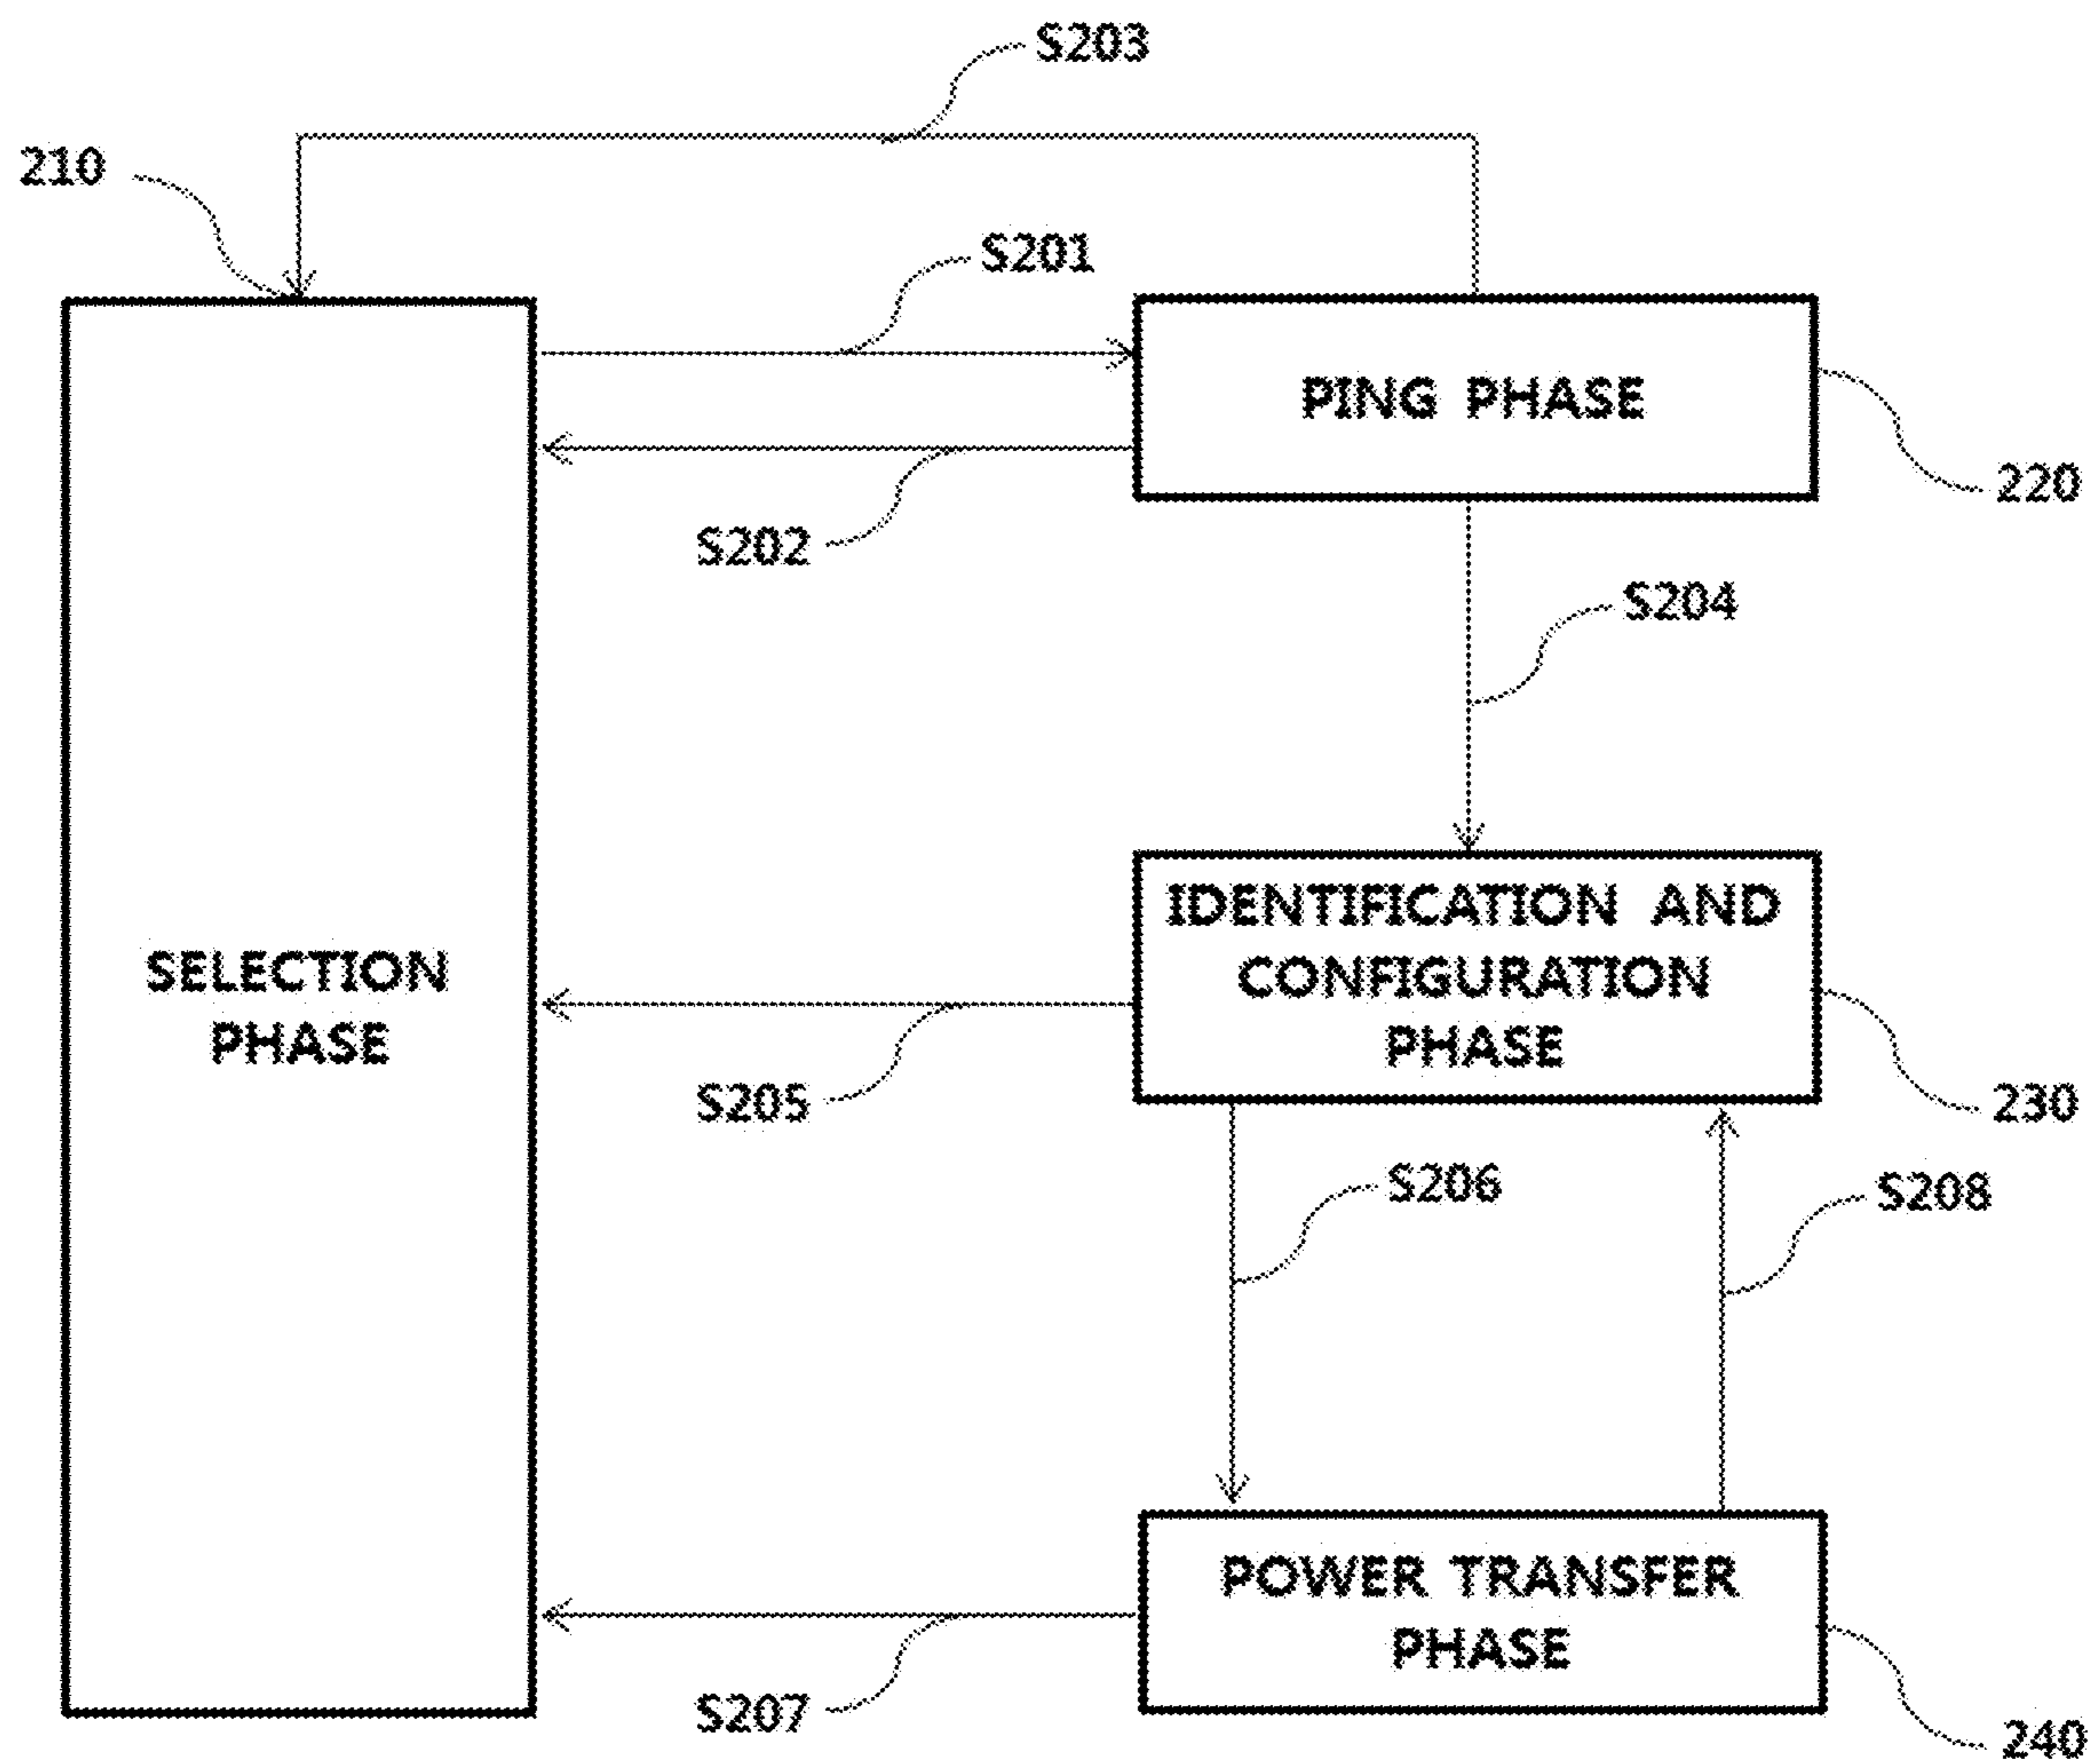 S203
210
S201
PING PHASE
220
S202
S204
SELECTION
PHASE
IDENTIFICATION AND
CONFIGURATION
PHASE
230
S205
S206
S208
POWER TRANSFER
PHASE
S207
240